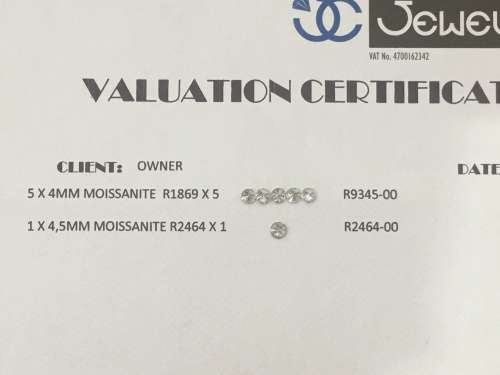 JC JEWEL
VAT No. 4700162342
VALUATION CERTIFICAT
CLIENT: OWNER
DATE
5 X 4MM MOISSANITE R1869 X 5 R9345-00
1 X 4,5MM MOISSANITE R2464 X 1 R2464-00